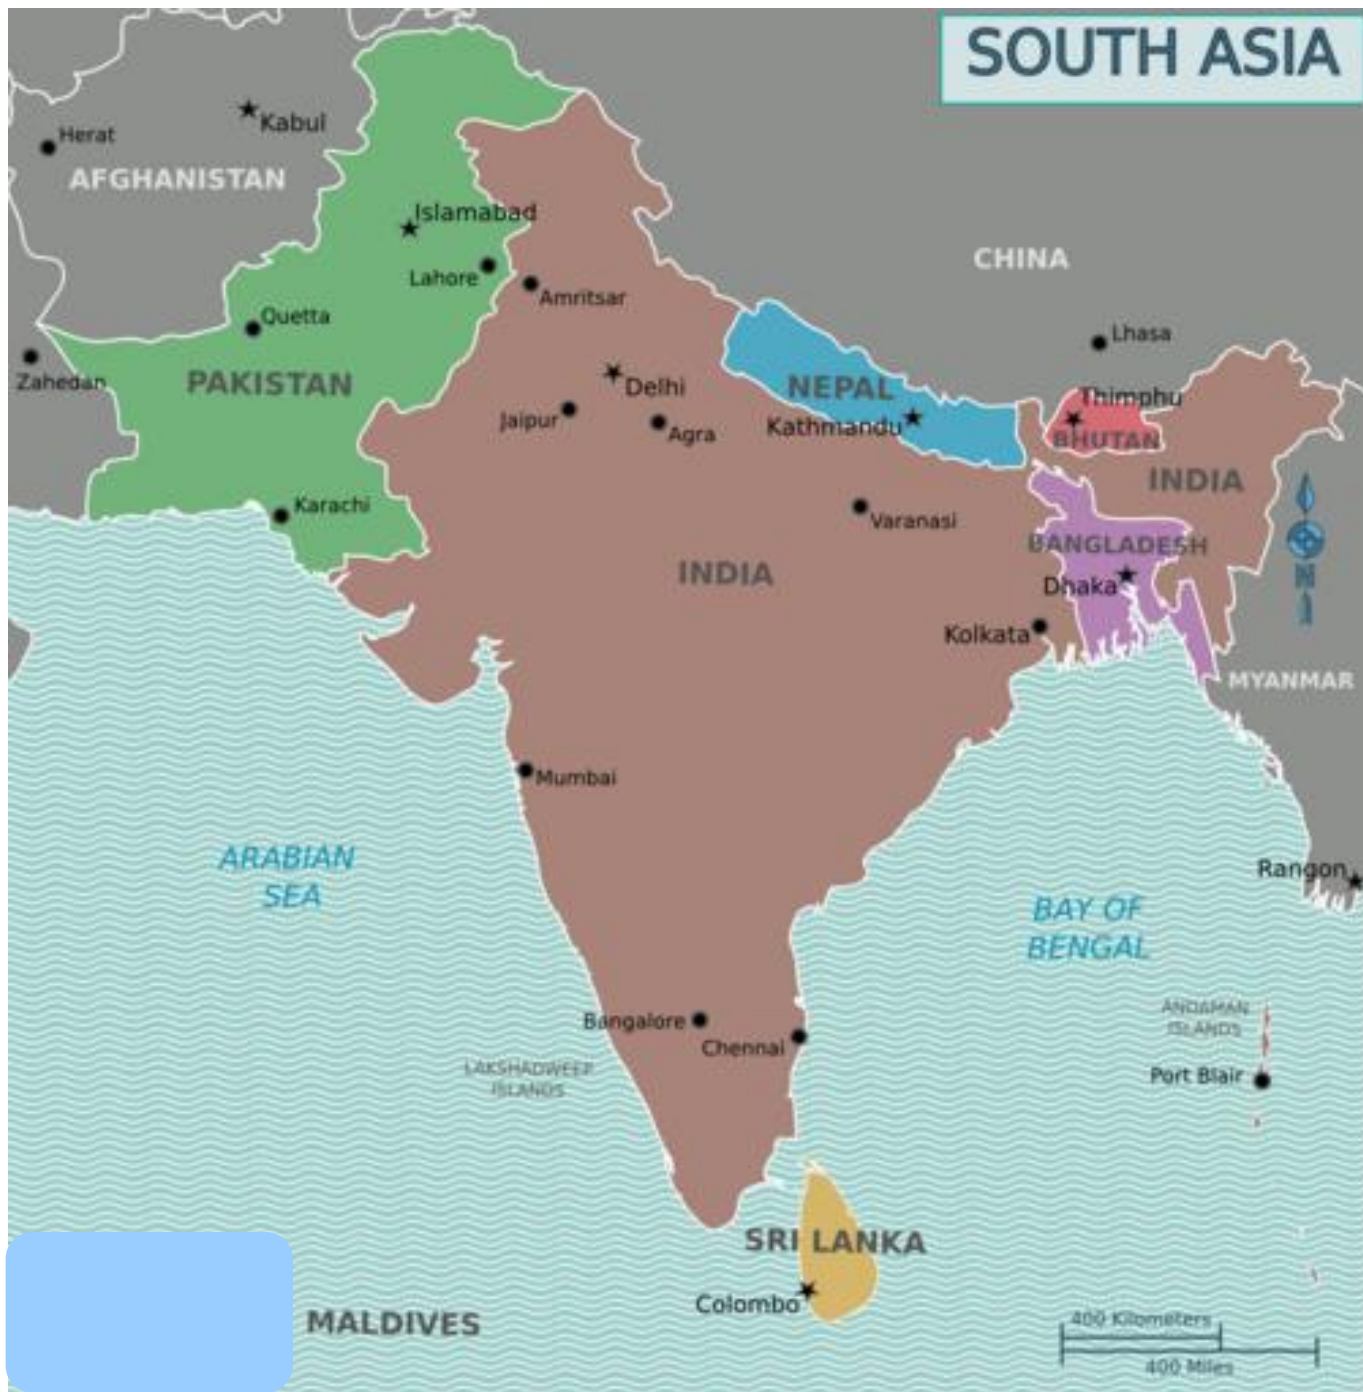 SOUTH ASIA
Kabul
Herat
AFGHANISTAN
Islamabad
CHINA
Lahore
Amritsar
Quetta
Lhasa
Zahedan
PAKISTAN
Delhi
NEPAL
Thimphu
Jaipur
Agra
Kathmandu
BHUTAN
INDIA
Karachi
Varanasi
BANGLADESH
INDIA
N
Dhaka
Kolkata
MYANMAR
Mumbai
ARABIAN
SEA
Rangon
BAY OF
BENGAL
ANDAMAN
ISLANDS
Bangalore
Chennai
LAKSHADWEEP
ISLANDS
Port Blair
SRI LANKA
Colombo
MALDIVES
400 Kilometers
400 Miles